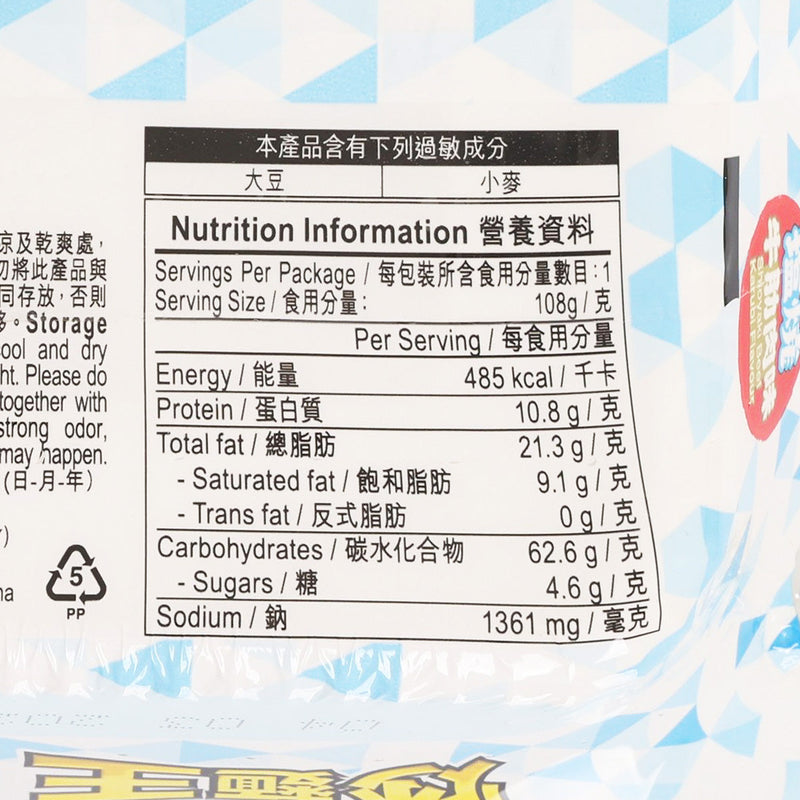 本產品含有下列過敏成分
大豆 小麥
Nutrition Information 營養資料
Servings Per Package / 每包裝所含食用分量數目：1
Serving Size / 食用分量： 108g / 克
Per Serving / 每食用分量
Energy / 能量 485 kcal / 千卡
Protein / 蛋白質 10.8 g / 克
Total fat / 總脂肪 21.3 g / 克
- Saturated fat / 飽和脂肪 9.1 g / 克
- Trans fat / 反式脂肪 0 g / 克
Carbohydrates / 碳水化合物 62.6 g / 克
- Sugars / 糖 4.6 g / 克
Sodium / 鈉 1361 mg / 毫克
京及乾爽處，
勿將此產品與
同存放，否則
。Storage
cool and dry
ht. Please do
together with
strong odor,
may happen.
(日-月-年)
5
PP
炒麵王